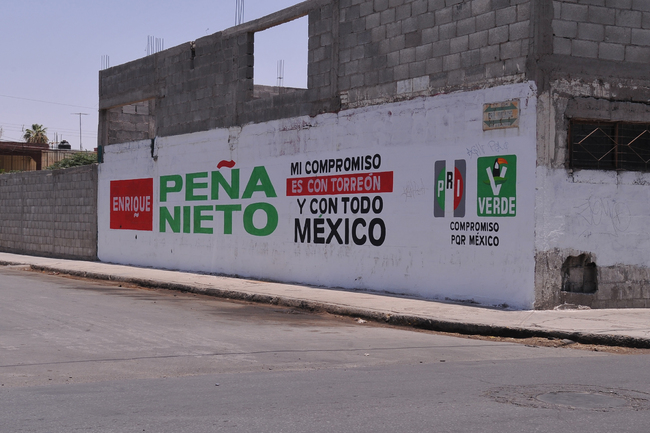 ENRIQUE
PEÑA
NIETO
MI COMPROMISO
ES CON TORREÓN
Y CON TODO
MÉXICO
PRI
VERDE
COMPROMISO
POR MÉXICO